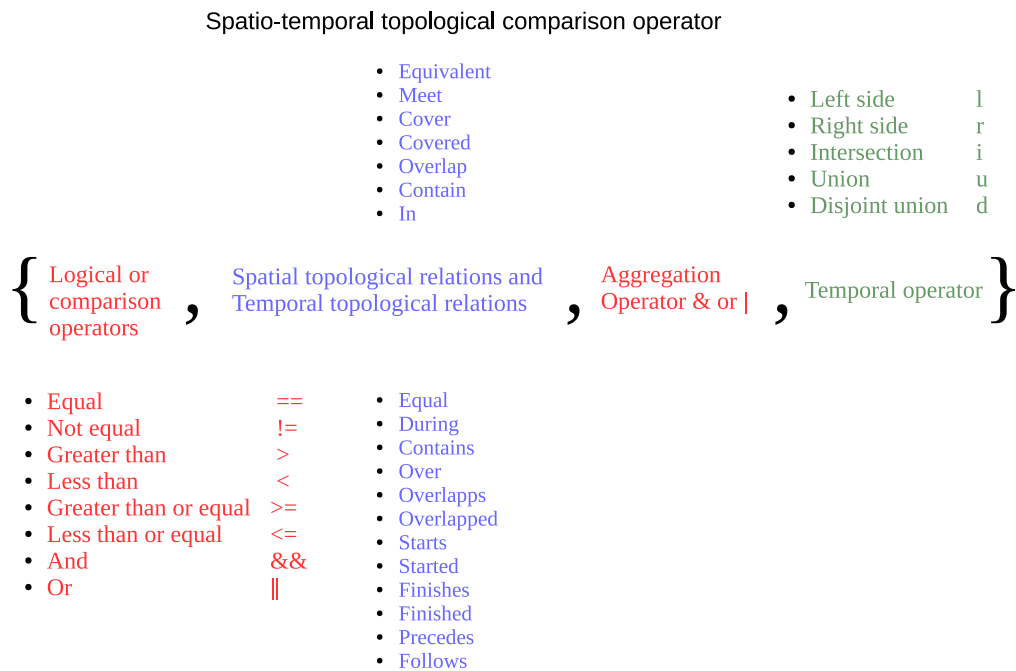 Spatio-temporal topological comparison operator
• Equivalent
• Meet
• Cover
• Covered
• Overlap
• Contain
• In
• Left side l
• Right side r
• Intersection i
• Union u
• Disjoint union d
{ Logical or
comparison
operators
, Spatial topological relations and
Temporal topological relations
, Aggregation
Operator & or |
, Temporal operator }
• Equal ==
• Not equal !=
• Greater than >
• Less than <
• Greater than or equal >=
• Less than or equal <=
• And &&
• Or ||
• Equal
• During
• Contains
• Over
• Overlapps
• Overlapped
• Starts
• Started
• Finishes
• Finished
• Precedes
• Follows